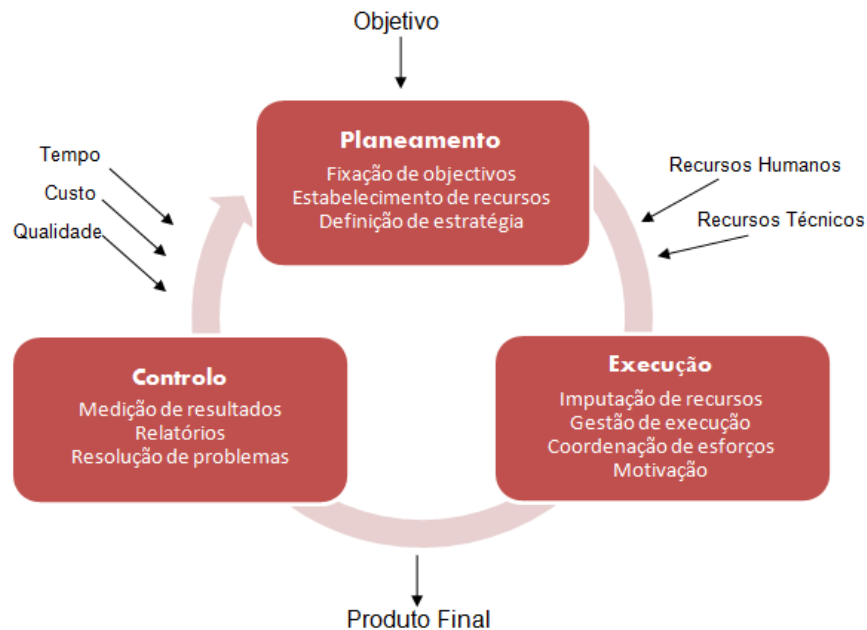 Objetivo
Planeamento
Fixação de objectivos
Estabelecimento de recursos
Definição de estratégia
Tempo
Custo
Qualidade
Recursos Humanos
Recursos Técnicos
Controlo
Medição de resultados
Relatórios
Resolução de problemas
Execução
Imputação de recursos
Gestão de execução
Coordenação de esforços
Motivação
Produto Final